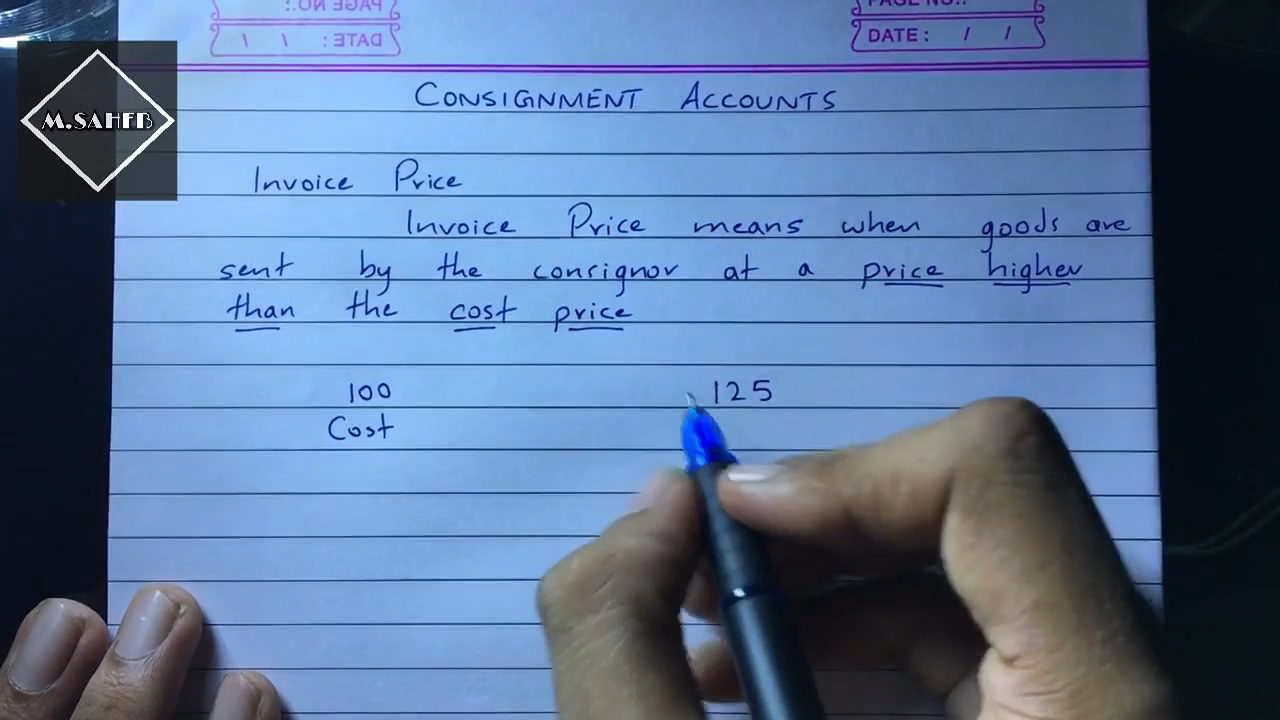 PAGE NO.:
PAGE NO.:
DATE: / /
DATE: / /
M.SAHEB
CONSIGNMENT ACCOUNTS
Invoice Price
Invoice Price means when goods are
sent by the consignor at a price higher
than the cost price
100 125
Cost